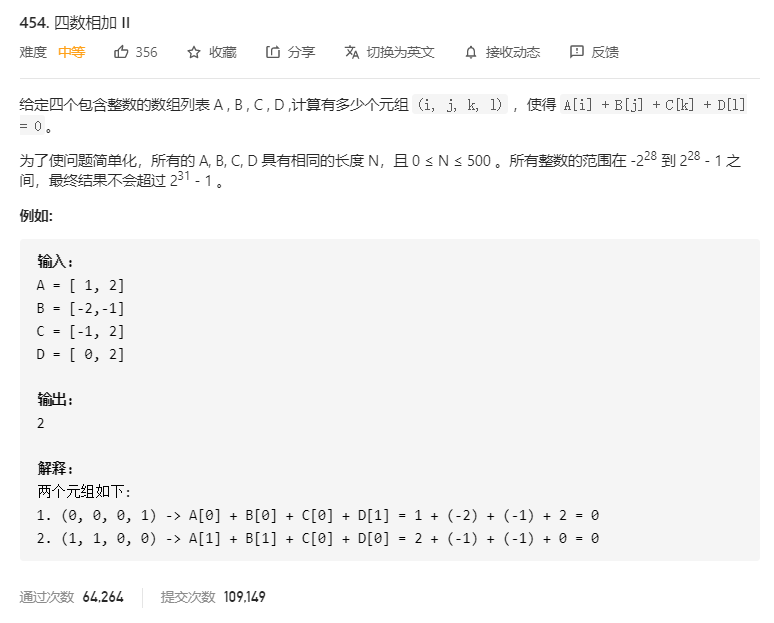 454. 四数相加 II
难度 中等 356 收藏 分享 切换为英文 接收动态 反馈
给定四个包含整数的数组列表 A , B , C , D ,计算有多少个元组 (i, j, k, l) ，使得 A[i] + B[j] + C[k] + D[l]
= 0。
为了使问题简单化，所有的 A, B, C, D 具有相同的长度 N，且 0 ≤ N ≤ 500 。所有整数的范围在 -2²⁸ 到 2²⁸ - 1 之
间，最终结果不会超过 2³¹ - 1 。
例如:
输入:
A = [ 1, 2]
B = [-2,-1]
C = [-1, 2]
D = [ 0, 2]
输出:
2
解释:
两个元组如下:
1. (0, 0, 0, 1) -> A[0] + B[0] + C[0] + D[1] = 1 + (-2) + (-1) + 2 = 0
2. (1, 1, 0, 0) -> A[1] + B[1] + C[0] + D[0] = 2 + (-1) + (-1) + 0 = 0
通过次数 64,264 提交次数 109,149